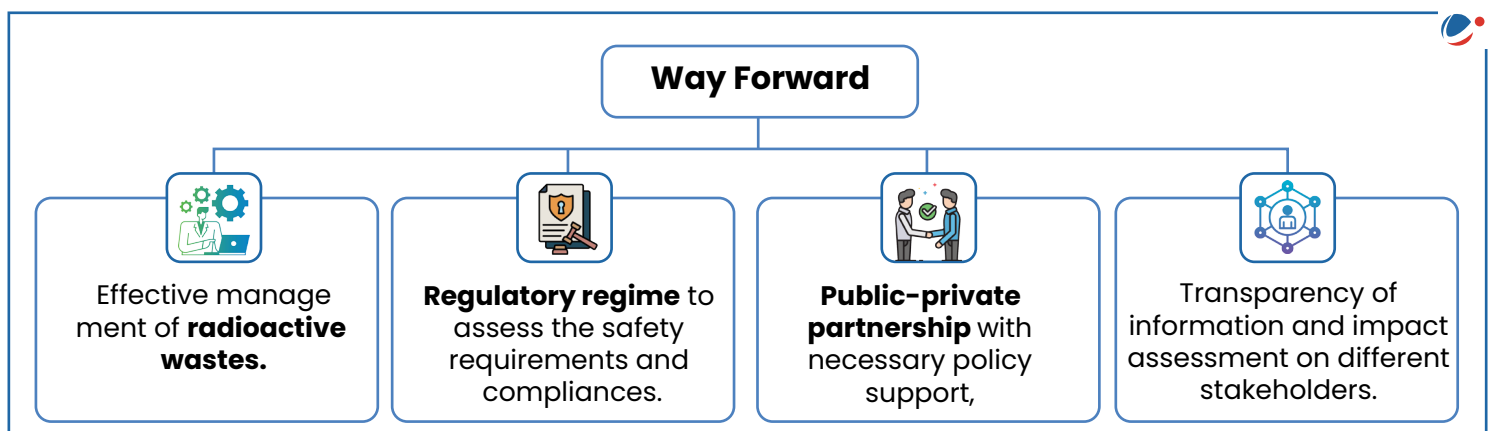 Way Forward
Effective manage
ment of radioactive
wastes.
Regulatory regime to
assess the safety
requirements and
compliances.
Public-private
partnership with
necessary policy
support,
Transparency of
information and impact
assessment on different
stakeholders.